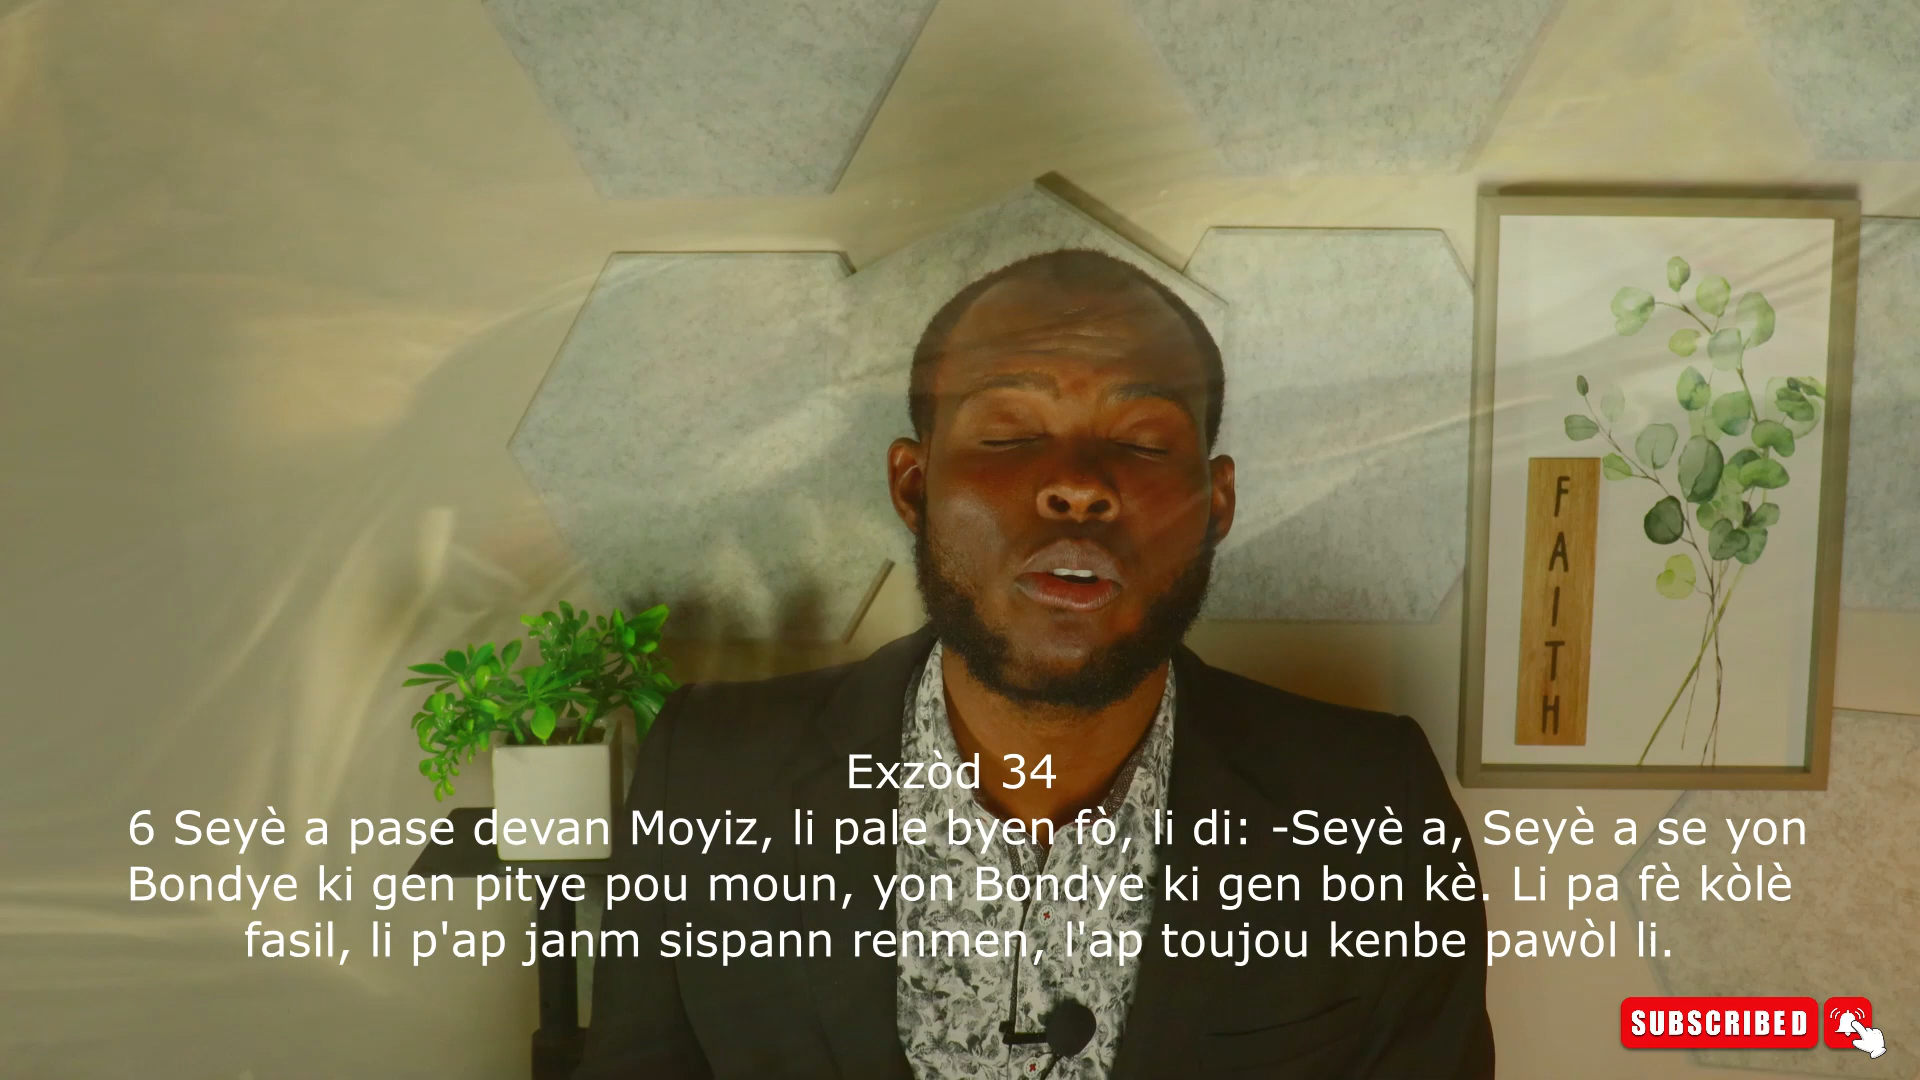 FAITH
Exzòd 34
6 Seyè a pase devan Moyiz, li pale byen fò, li di: -Seyè a, Seyè a se yon
Bondye ki gen pitye pou moun, yon Bondye ki gen bon kè. Li pa fè kòlè
fasil, li p'ap janm sispann renmen, l'ap toujou kenbe pawòl li.
SUBSCRIBED